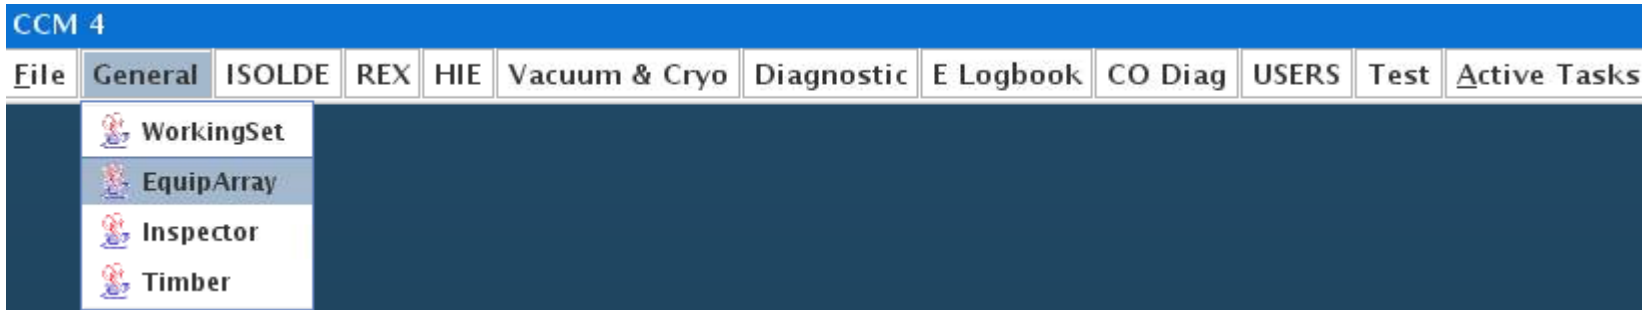 CCM 4
File General ISOLDE REX HIE Vacuum & Cryo Diagnostic E Logbook CO Diag USERS Test Active Tasks
WorkingSet
EquipArray
Inspector
Timber